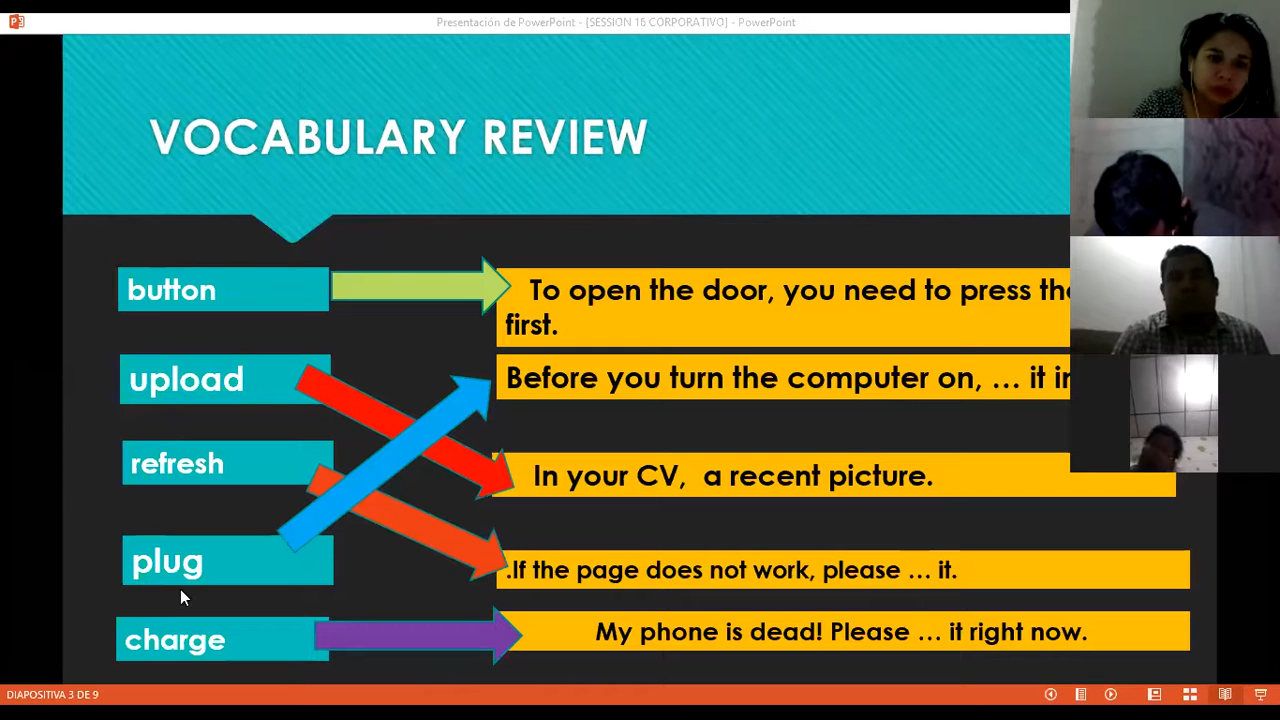 Presentación de PowerPoint - [SESSION 16 CORPORATIVO] - PowerPoint
VOCABULARY REVIEW
button
To open the door, you need to press the
first.
upload
Before you turn the computer on, … it in
refresh
In your CV, a recent picture.
plug
.If the page does not work, please … it.
charge
My phone is dead! Please … it right now.
DIAPOSITIVA 3 DE 9